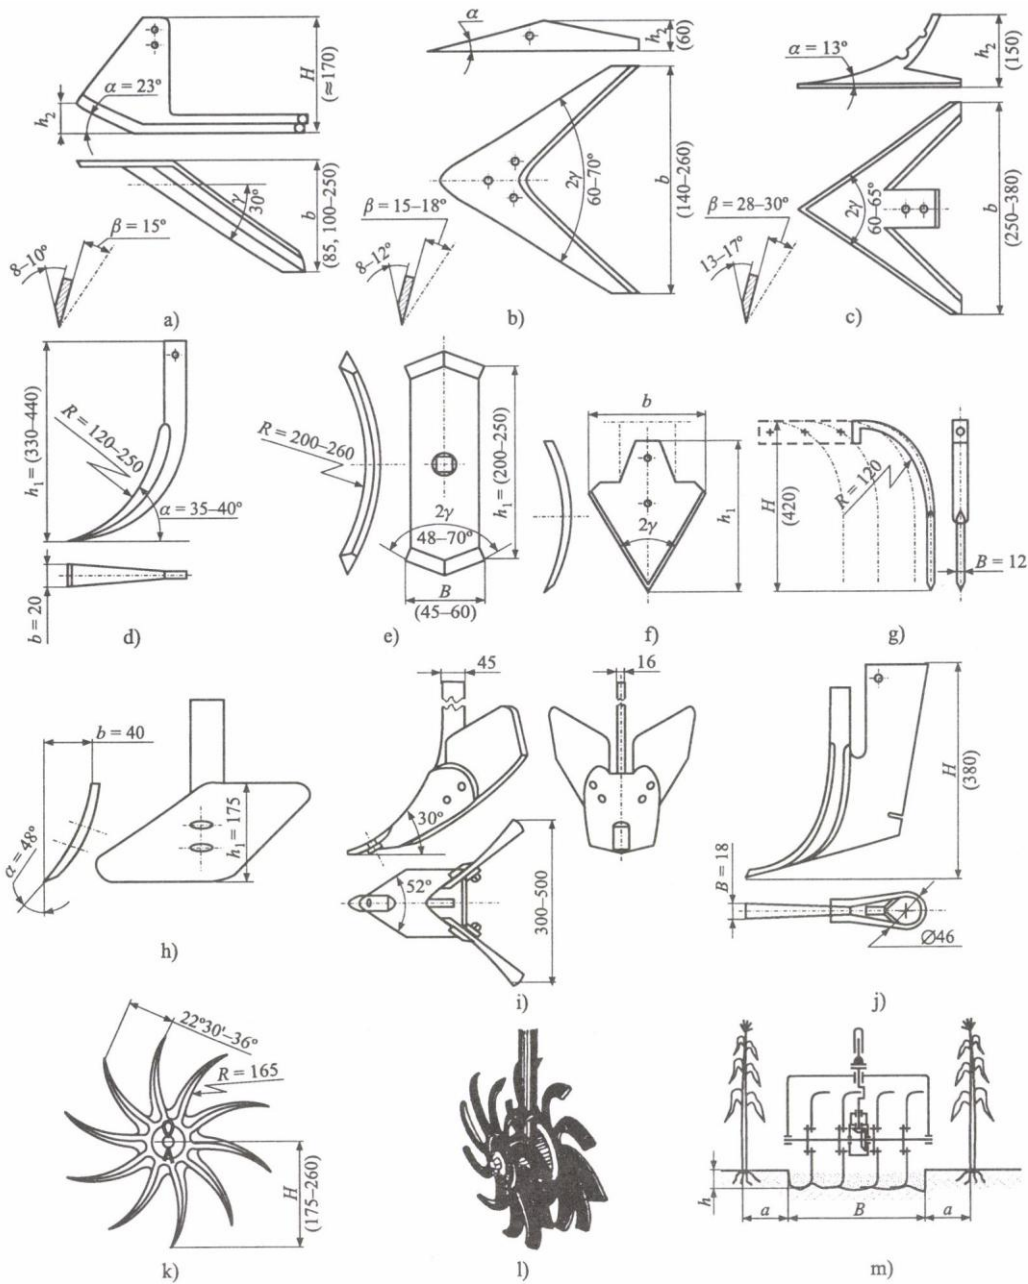 α = 23°
h₂
H
(≈170)
γ
30°
b
(85, 100–250)
β = 15°
8–10°
a)
α
h₂
(60)
2γ
60–70°
b
(140–260)
β = 15–18°
8–12°
b)
α = 13°
h₂
(150)
2γ
60–65°
b
(250–380)
β = 28–30°
13–17°
c)
h₁ = (330–440)
R = 120–250
α = 35–40°
b = 20
d)
R = 200–260
2γ
48–70°
h₁ = (200–250)
B
(45–60)
e)
b
2γ
h₁
f)
H
(420)
R = 120
B = 12
g)
b = 40
α = 48°
h₁ = 175
h)
45
16
30°
52°
300–500
i)
H
(380)
B = 18
Ø46
j)
22°30′–36°
R = 165
H
(175–260)
k)
l)
h
a
B
a
m)